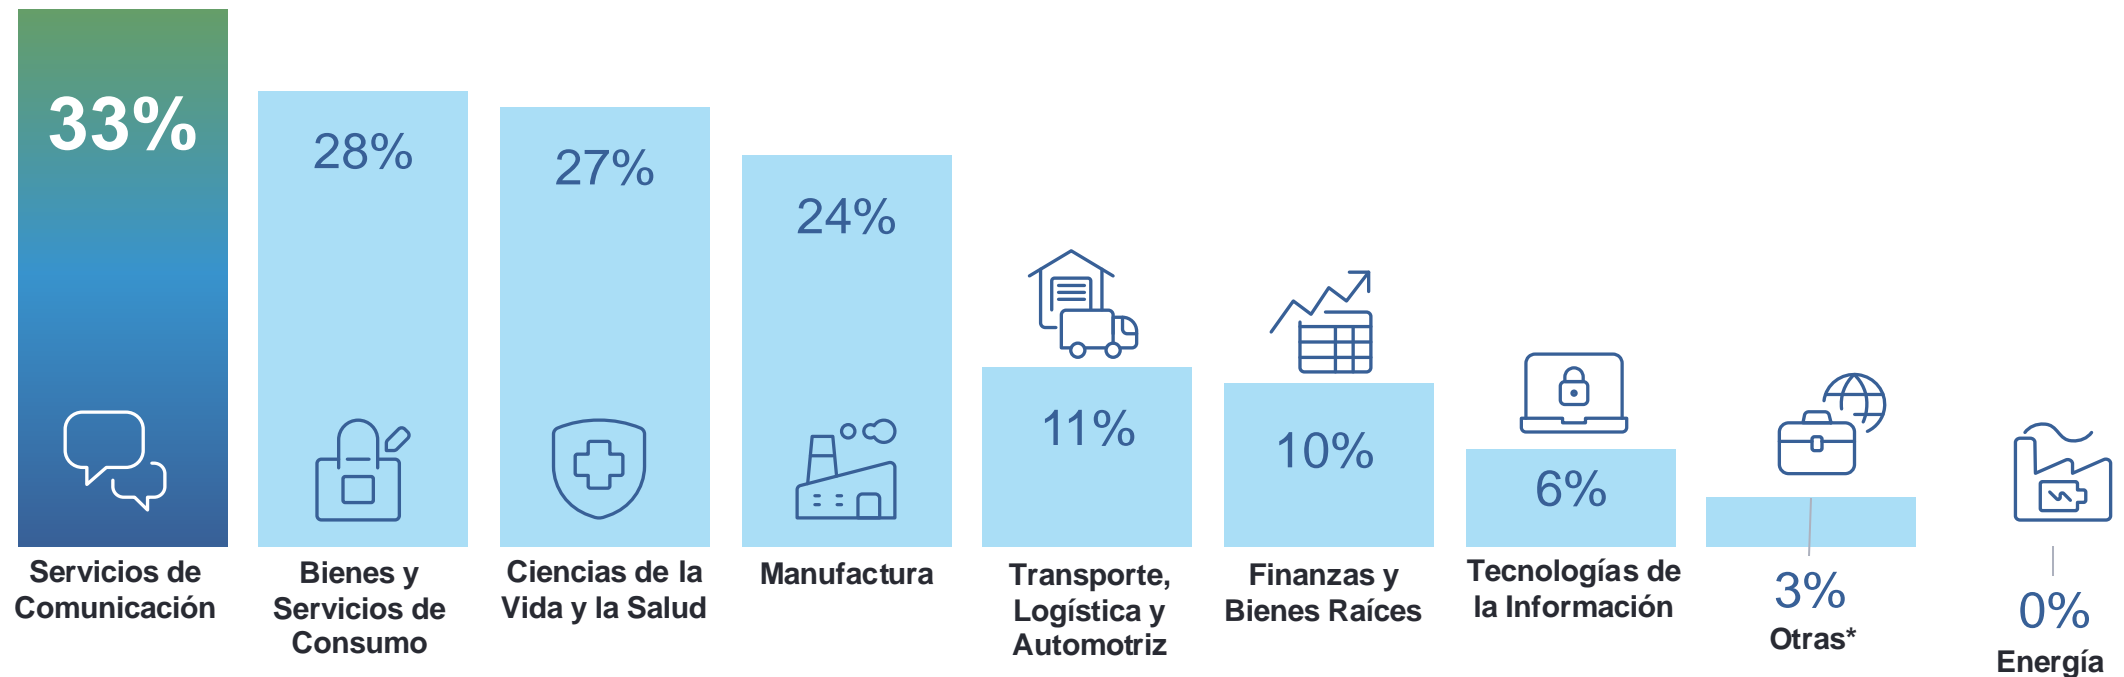 33%
Servicios de
Comunicación
28%
Bienes y
Servicios de
Consumo
27%
Ciencias de la
Vida y la Salud
24%
Manufactura
11%
Transporte,
Logística y
Automotriz
10%
Finanzas y
Bienes Raíces
6%
Tecnologías de
la Información
3%
Otras*
0%
Energía